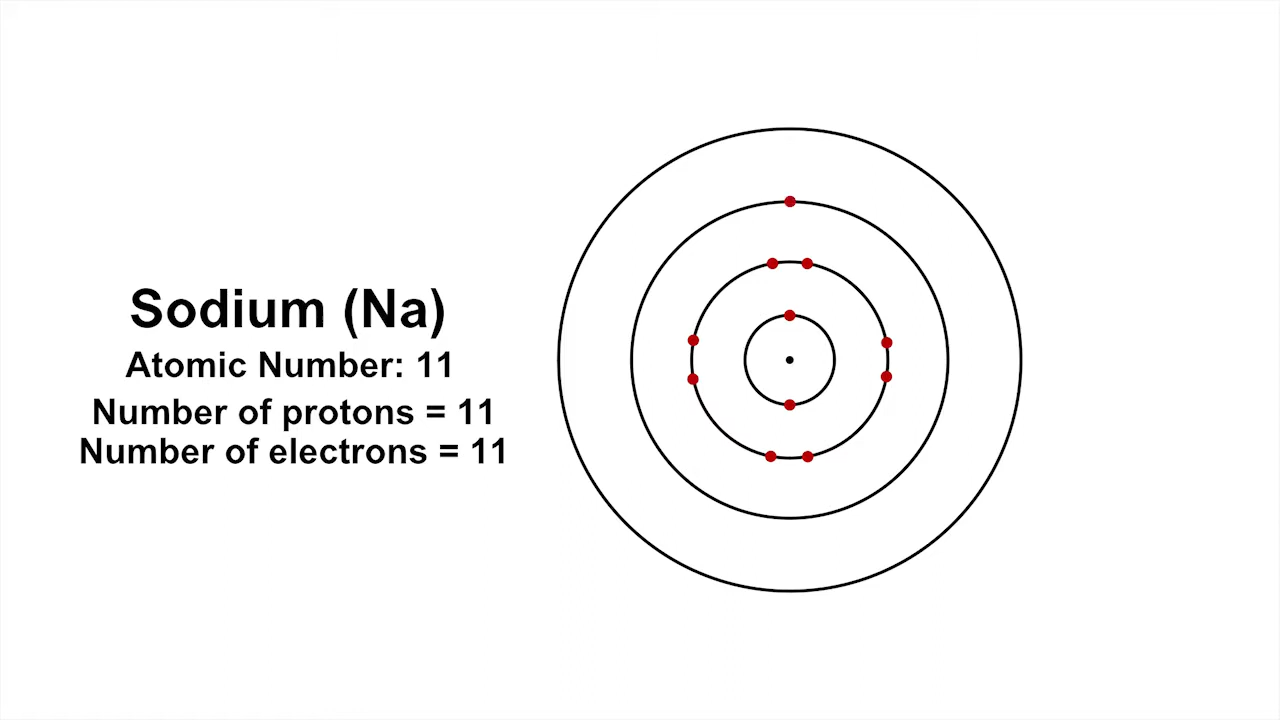 Sodium (Na)
Atomic Number: 11
Number of protons = 11
Number of electrons = 11